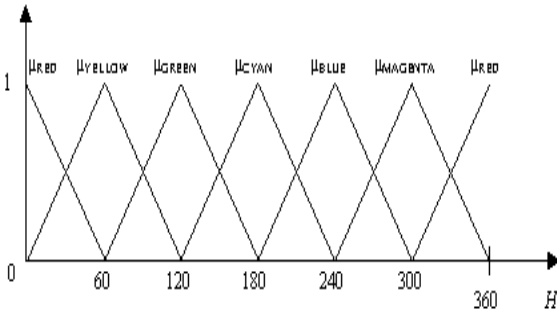 μRED μYELLOW μGREEN μCYAN μBLUE μMAGENTA μRED
1
0 60 120 180 240 300 360 H